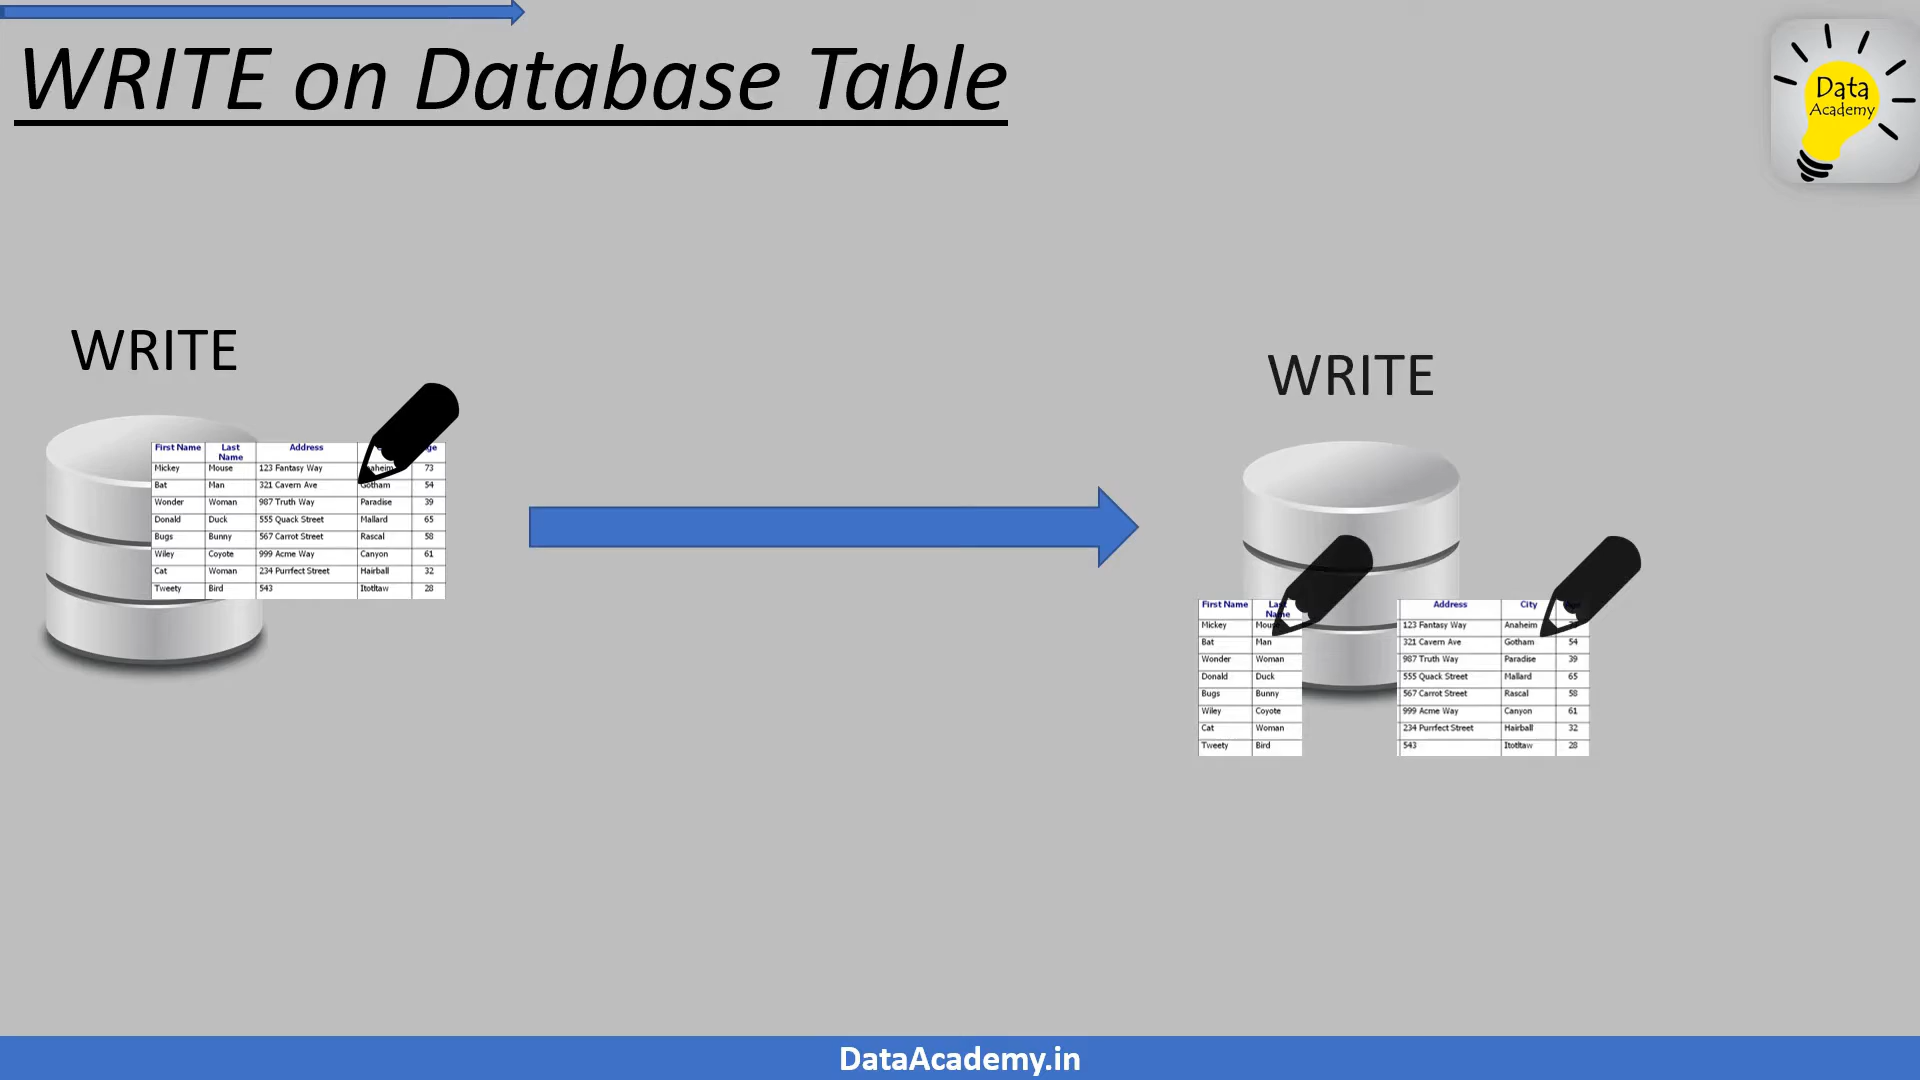 WRITE on Database Table
Data
Academy
WRITE
First Name Last Name Address
Mickey Mouse 123 Fantasy Way Anaheim 73
Bat Man 321 Cavern Ave Gotham 54
Wonder Woman 987 Truth Way Paradise 39
Donald Duck 555 Quack Street Mallard 65
Bugs Bunny 567 Carrot Street Rascal 58
Wiley Coyote 999 Acme Way Canyon 61
Cat Woman 234 Purrfect Street Hairball 32
Tweety Bird 543 Itotltaw 28
WRITE
First Name Last Name
Mickey Mouse
Bat Man
Wonder Woman
Donald Duck
Bugs Bunny
Wiley Coyote
Cat Woman
Tweety Bird
Address City
123 Fantasy Way Anaheim
321 Cavern Ave Gotham 54
987 Truth Way Paradise 39
555 Quack Street Mallard 65
567 Carrot Street Rascal 58
999 Acme Way Canyon 61
234 Purrfect Street Hairball 32
543 Itotltaw 28
DataAcademy.in